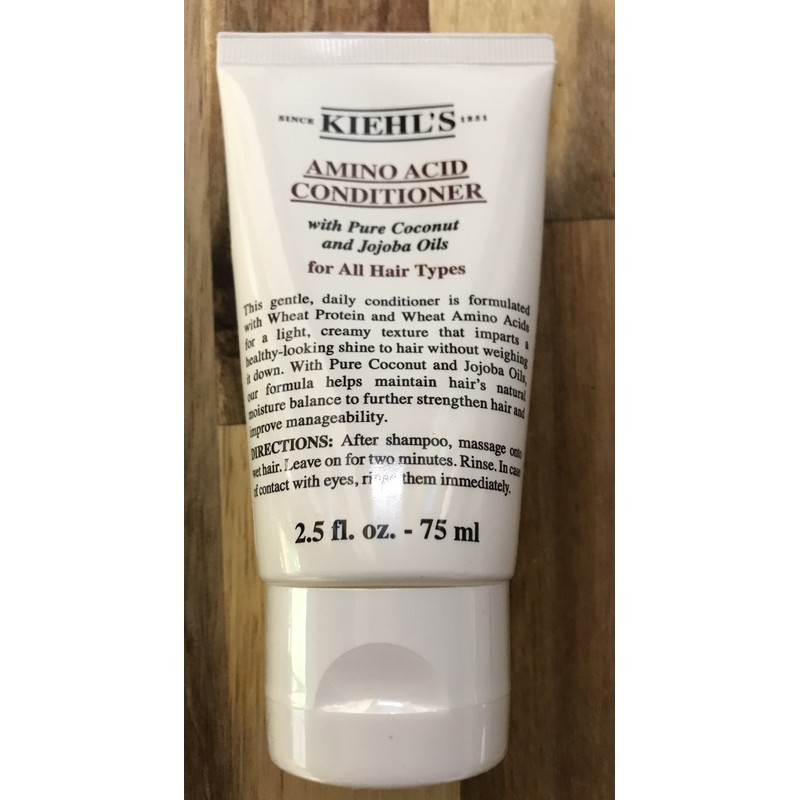 SINCE KIEHL'S 1851
AMINO ACID
CONDITIONER
with Pure Coconut
and Jojoba Oils
for All Hair Types
This gentle, daily conditioner is formulated
with Wheat Protein and Wheat Amino Acids
for a light, creamy texture that imparts a
healthy-looking shine to hair without weighing
it down. With Pure Coconut and Jojoba Oils,
our formula helps maintain hair's natural
moisture balance to further strengthen hair and
improve manageability.
DIRECTIONS: After shampoo, massage onto
wet hair. Leave on for two minutes. Rinse. In case
of contact with eyes, rinse them immediately.
2.5 fl. oz. - 75 ml